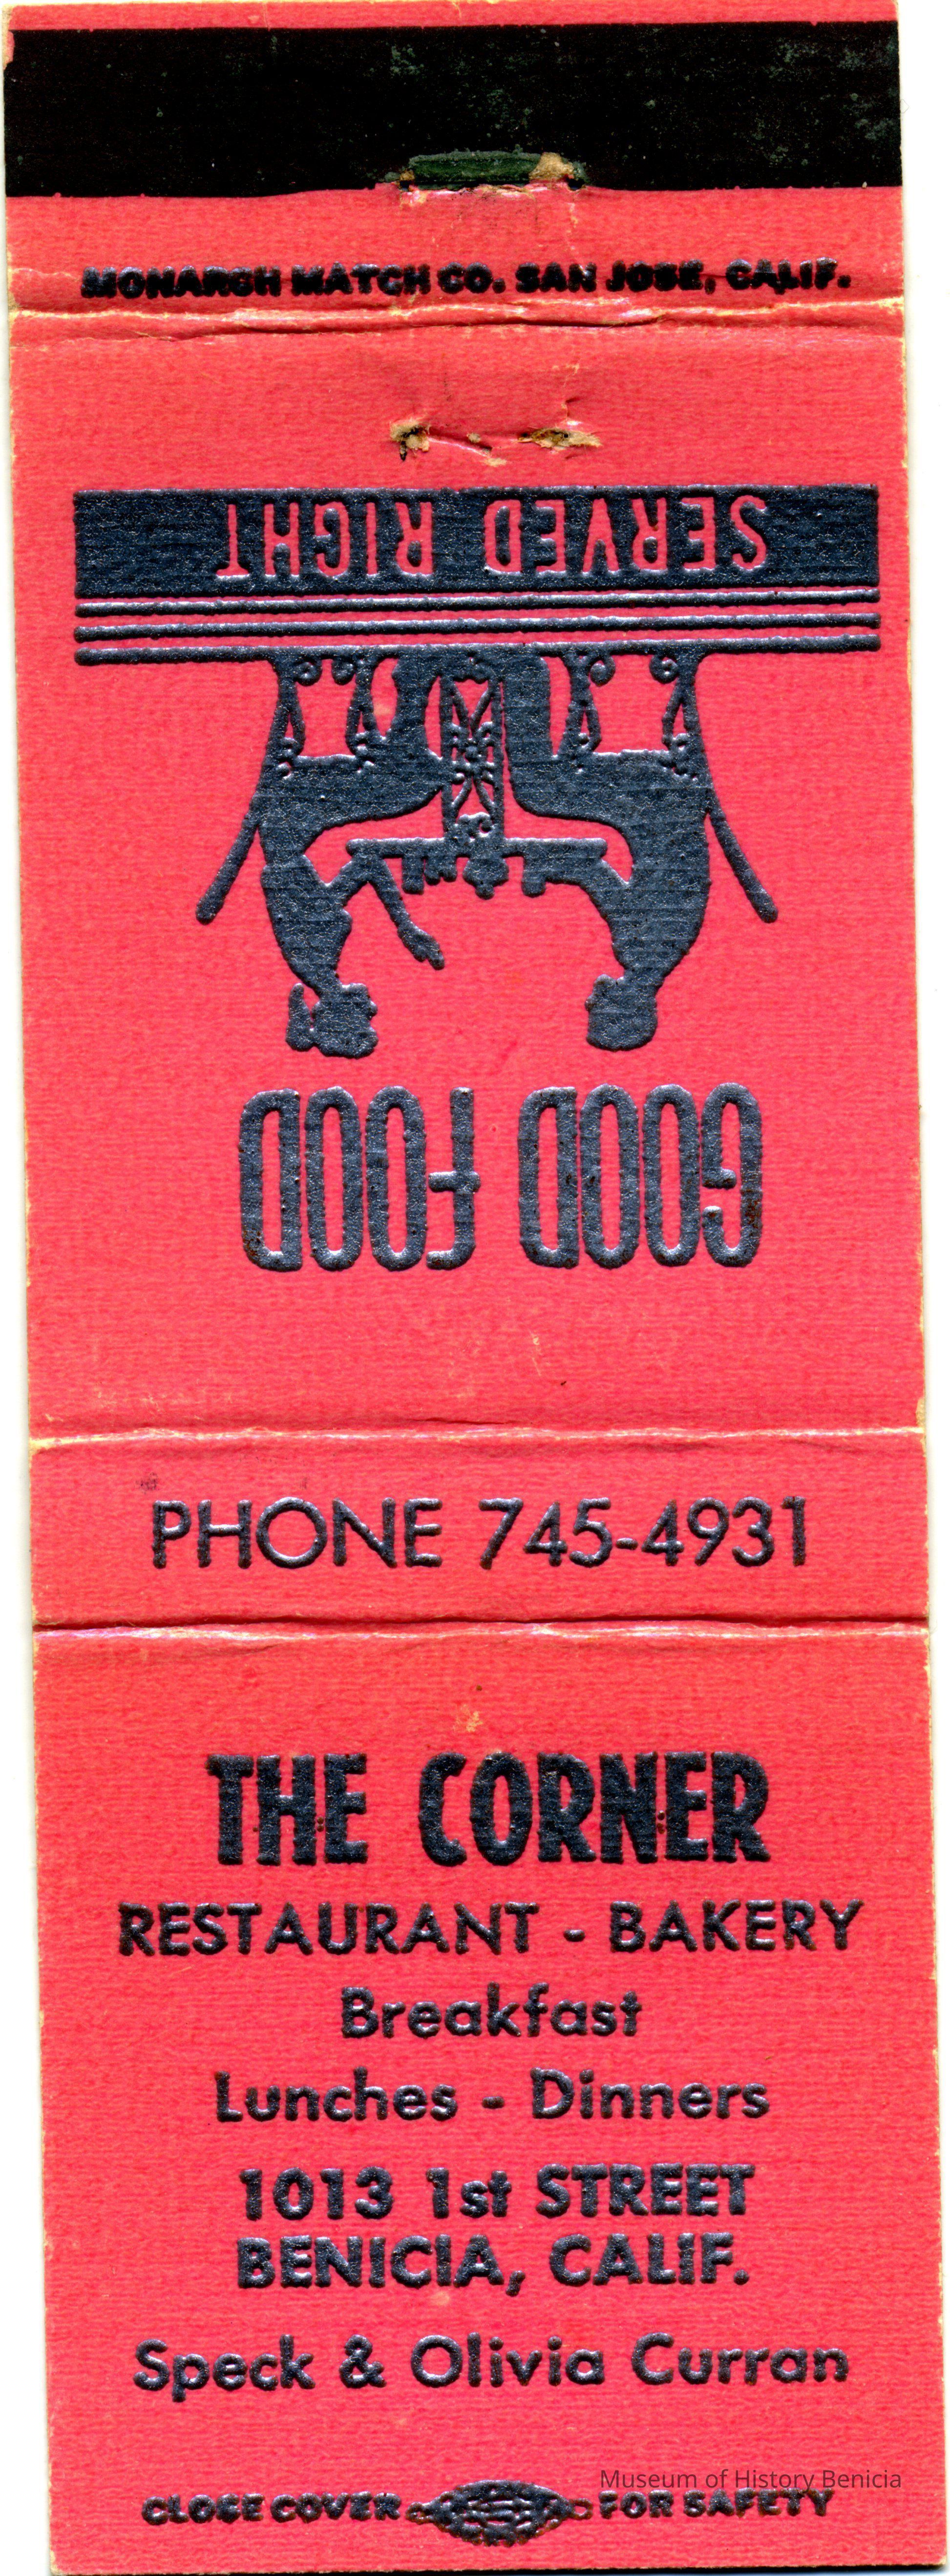 MONARCH MATCH CO. SAN JOSE, CALIF.
GOOD FOOD
SERVED RIGHT
PHONE 745-4931
THE CORNER
RESTAURANT - BAKERY
Breakfast
Lunches - Dinners
1013 1st STREET
BENICIA, CALIF.
Speck & Olivia Curran
Museum of History Benicia
CLOSE COVER FOR SAFETY